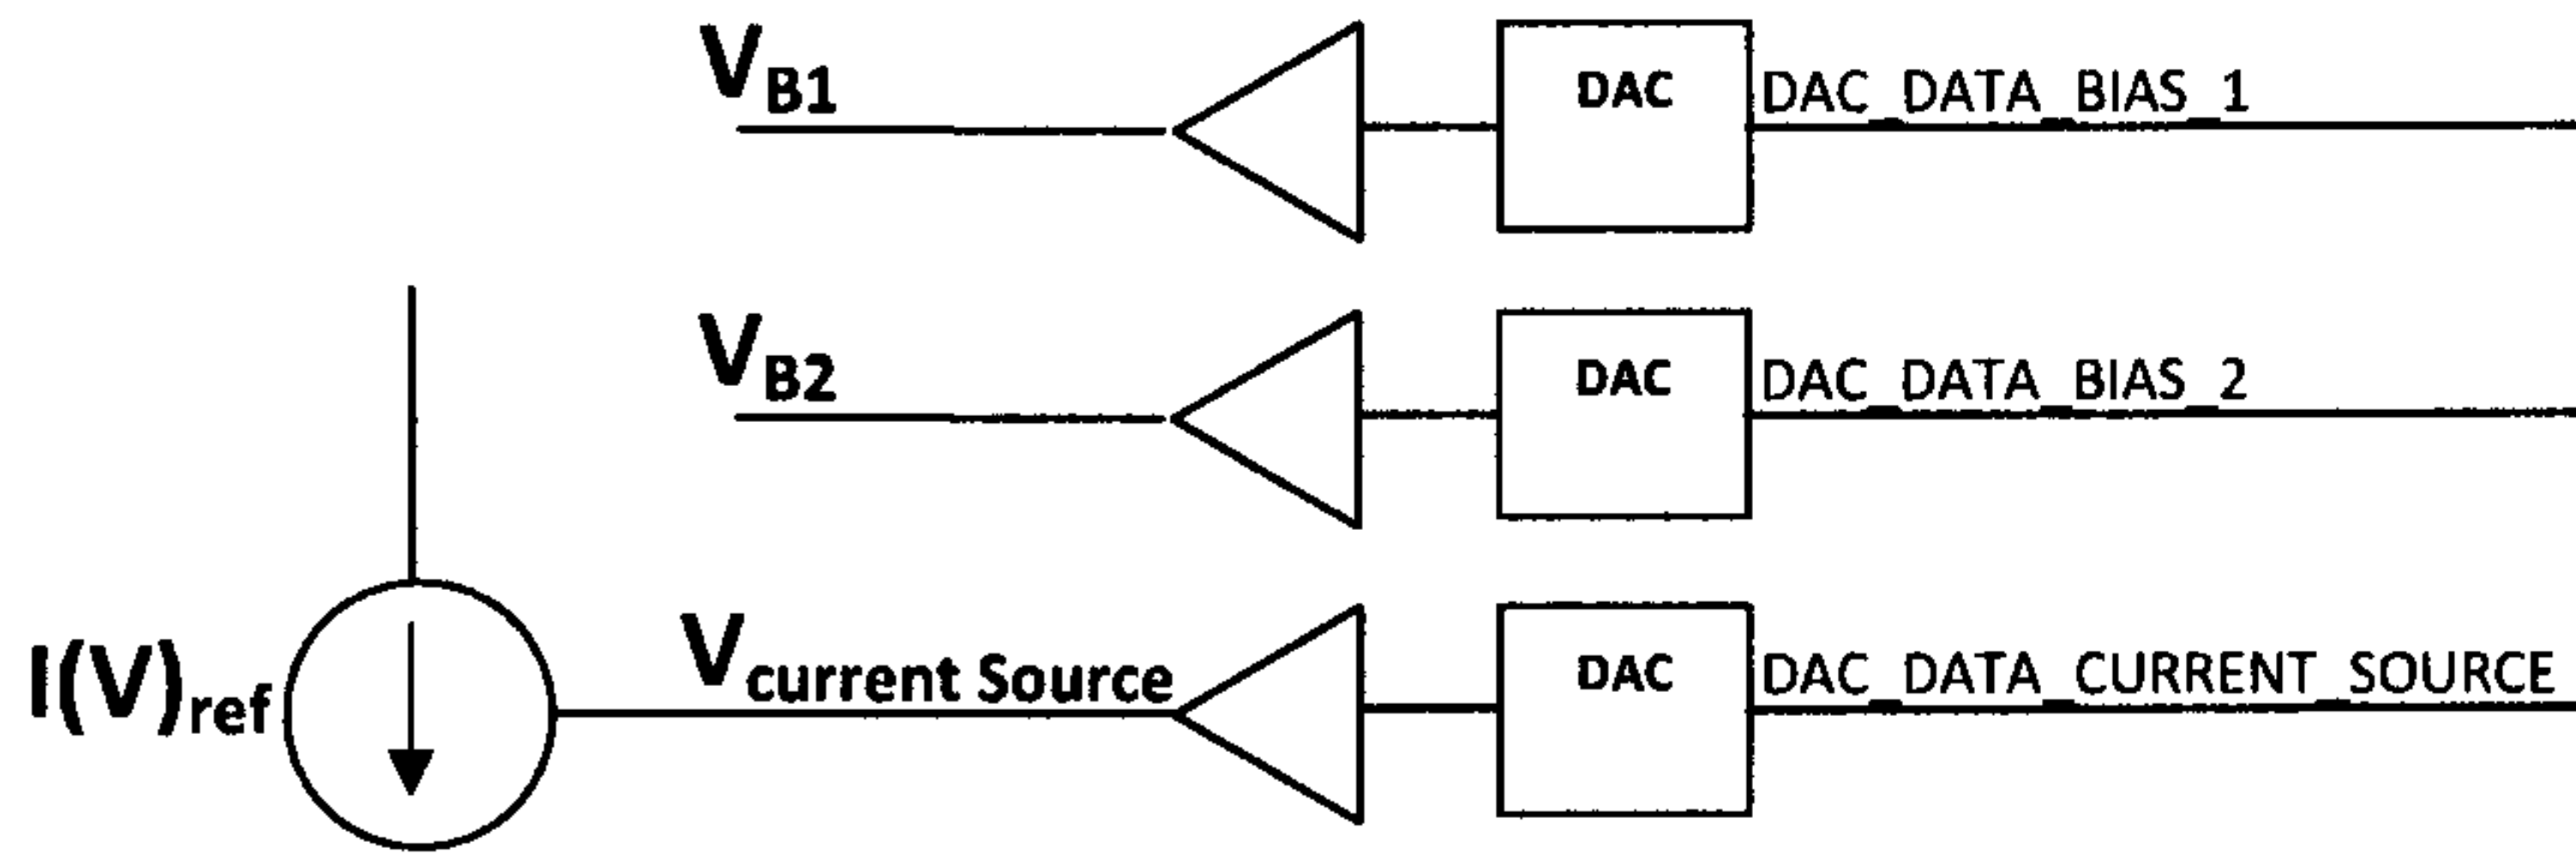 V_B1
DAC
DAC_DATA_BIAS_1
V_B2
DAC
DAC_DATA_BIAS_2
I(V)_ref
V_current Source
DAC
DAC_DATA_CURRENT_SOURCE